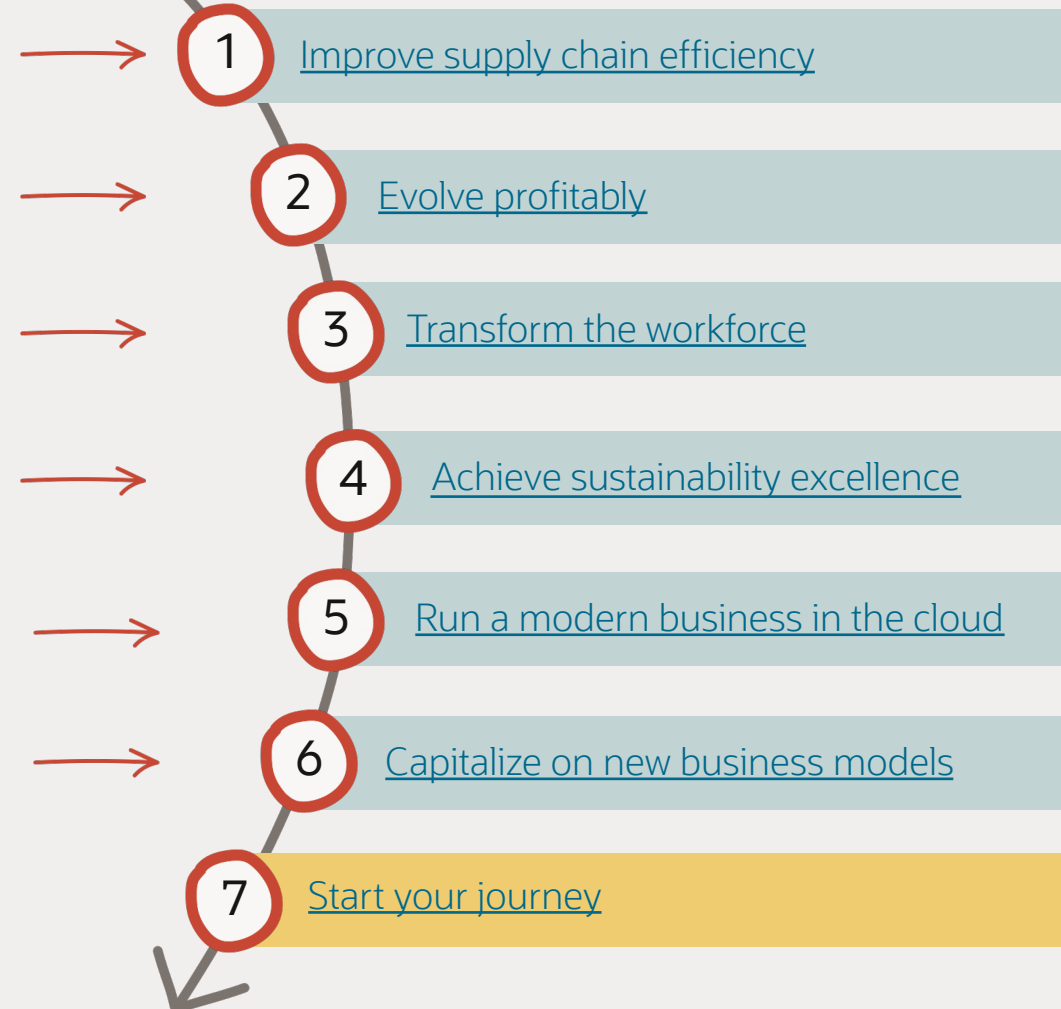 1 Improve supply chain efficiency
2 Evolve profitably
3 Transform the workforce
4 Achieve sustainability excellence
5 Run a modern business in the cloud
6 Capitalize on new business models
7 Start your journey